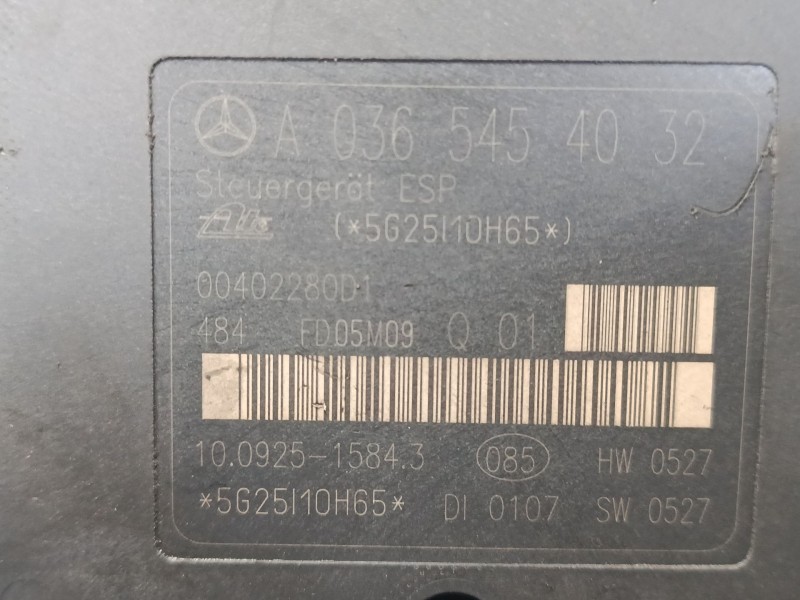 A 036 545 40 32
Steuergerät ESP
Ate (*5G25I10H65*)
00402280D1
484 FD05M09 Q 01
10.0925-1584.3 085 HW 0527
*5G25I10H65* DI 0107 SW 0527